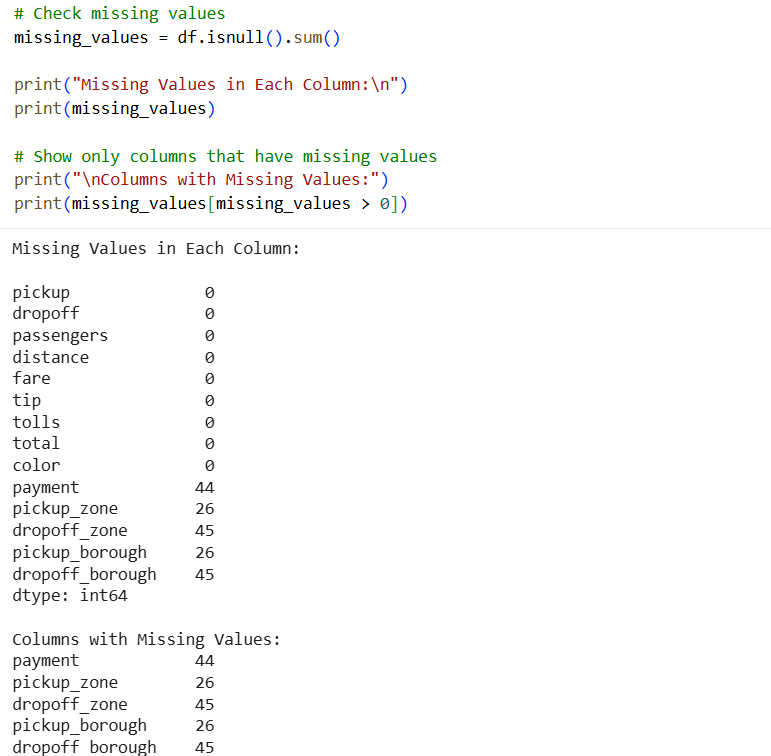 # Check missing values
missing_values = df.isnull().sum()
print("Missing Values in Each Column:\n")
print(missing_values)
# Show only columns that have missing values
print("\nColumns with Missing Values:")
print(missing_values[missing_values > 0])
Missing Values in Each Column:
pickup 0
dropoff 0
passengers 0
distance 0
fare 0
tip 0
tolls 0
total 0
color 0
payment 44
pickup_zone 26
dropoff_zone 45
pickup_borough 26
dropoff_borough 45
dtype: int64
Columns with Missing Values:
payment 44
pickup_zone 26
dropoff_zone 45
pickup_borough 26
dropoff_borough 45